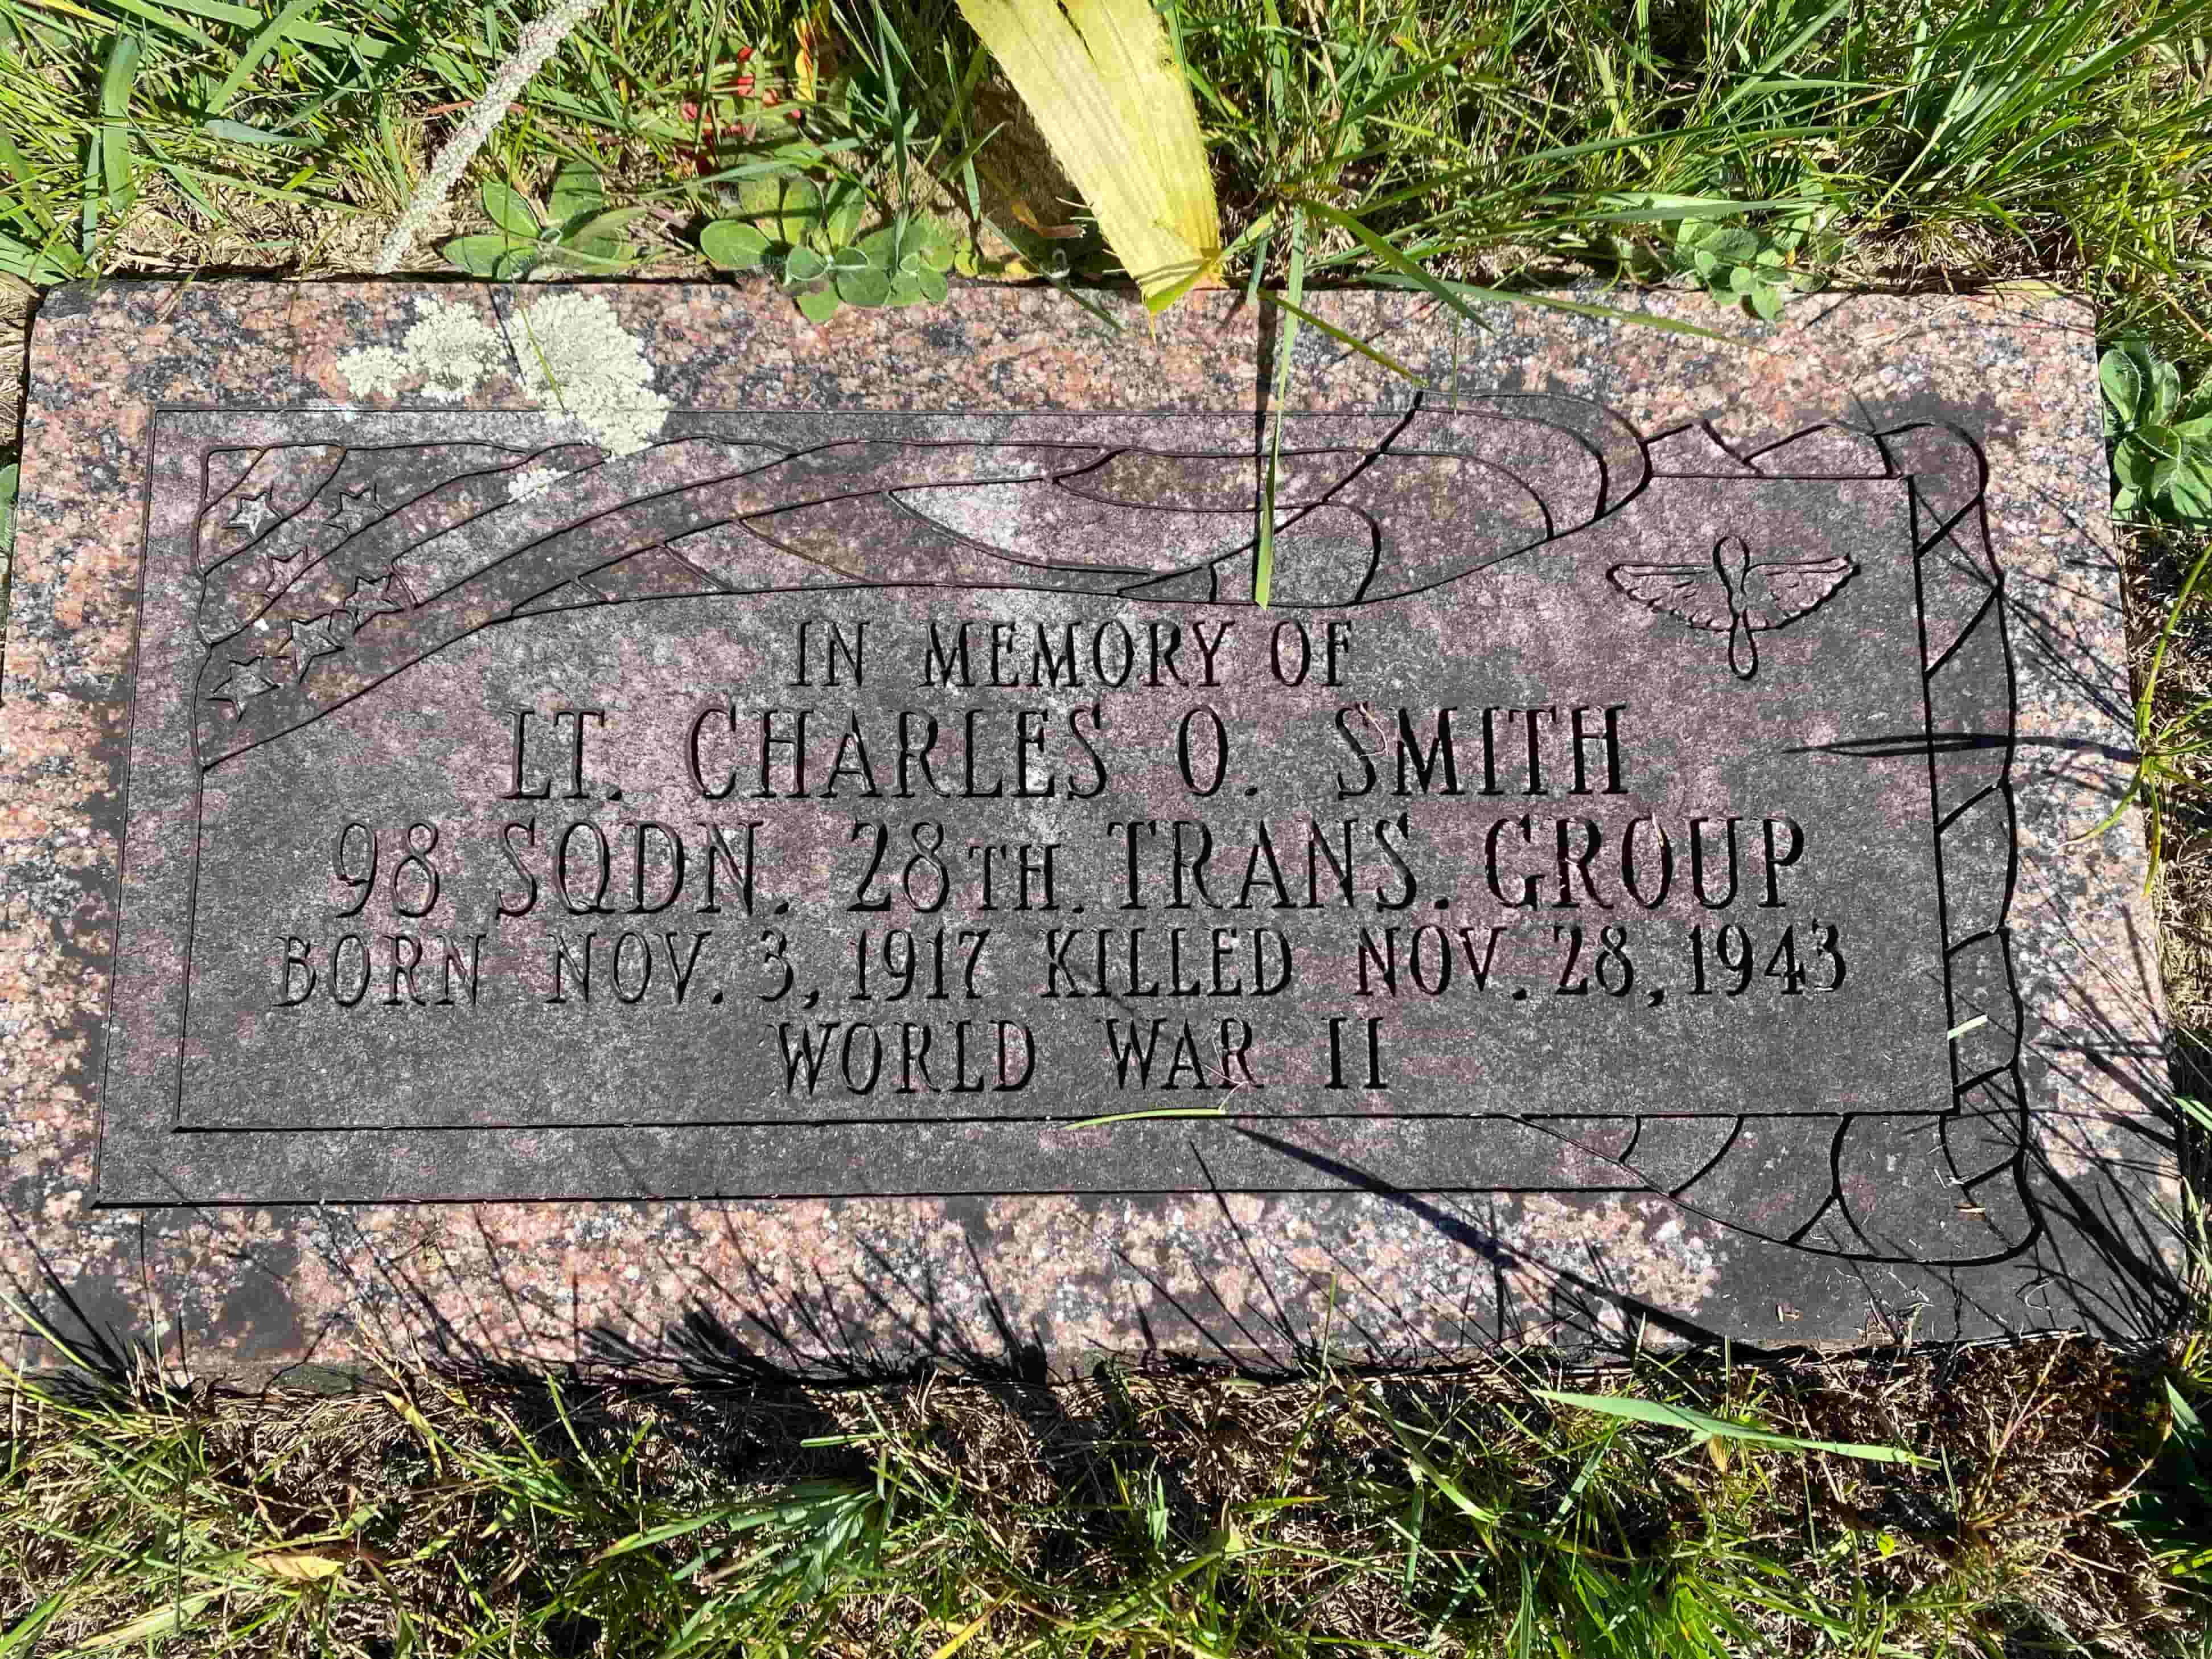 IN MEMORY OF
LT. CHARLES O. SMITH
98 SQDN. 28TH. TRANS. GROUP
BORN NOV. 3, 1917 KILLED NOV. 28, 1943
WORLD WAR II